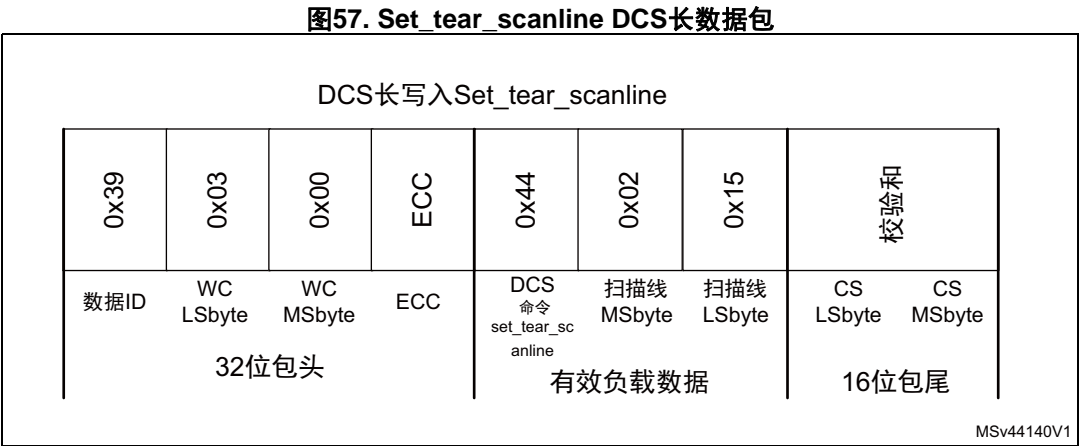 图57. Set_tear_scanline DCS长数据包
DCS长写入Set_tear_scanline
0x39 0x03 0x00 ECC 0x44 0x02 0x15 校验和
数据ID
WC
LSbyte
WC
MSbyte
ECC
DCS
命令
set_tear_sc
anline
扫描线
MSbyte
扫描线
LSbyte
CS
LSbyte
CS
MSbyte
32位包头
有效负载数据
16位包尾
MSv44140V1